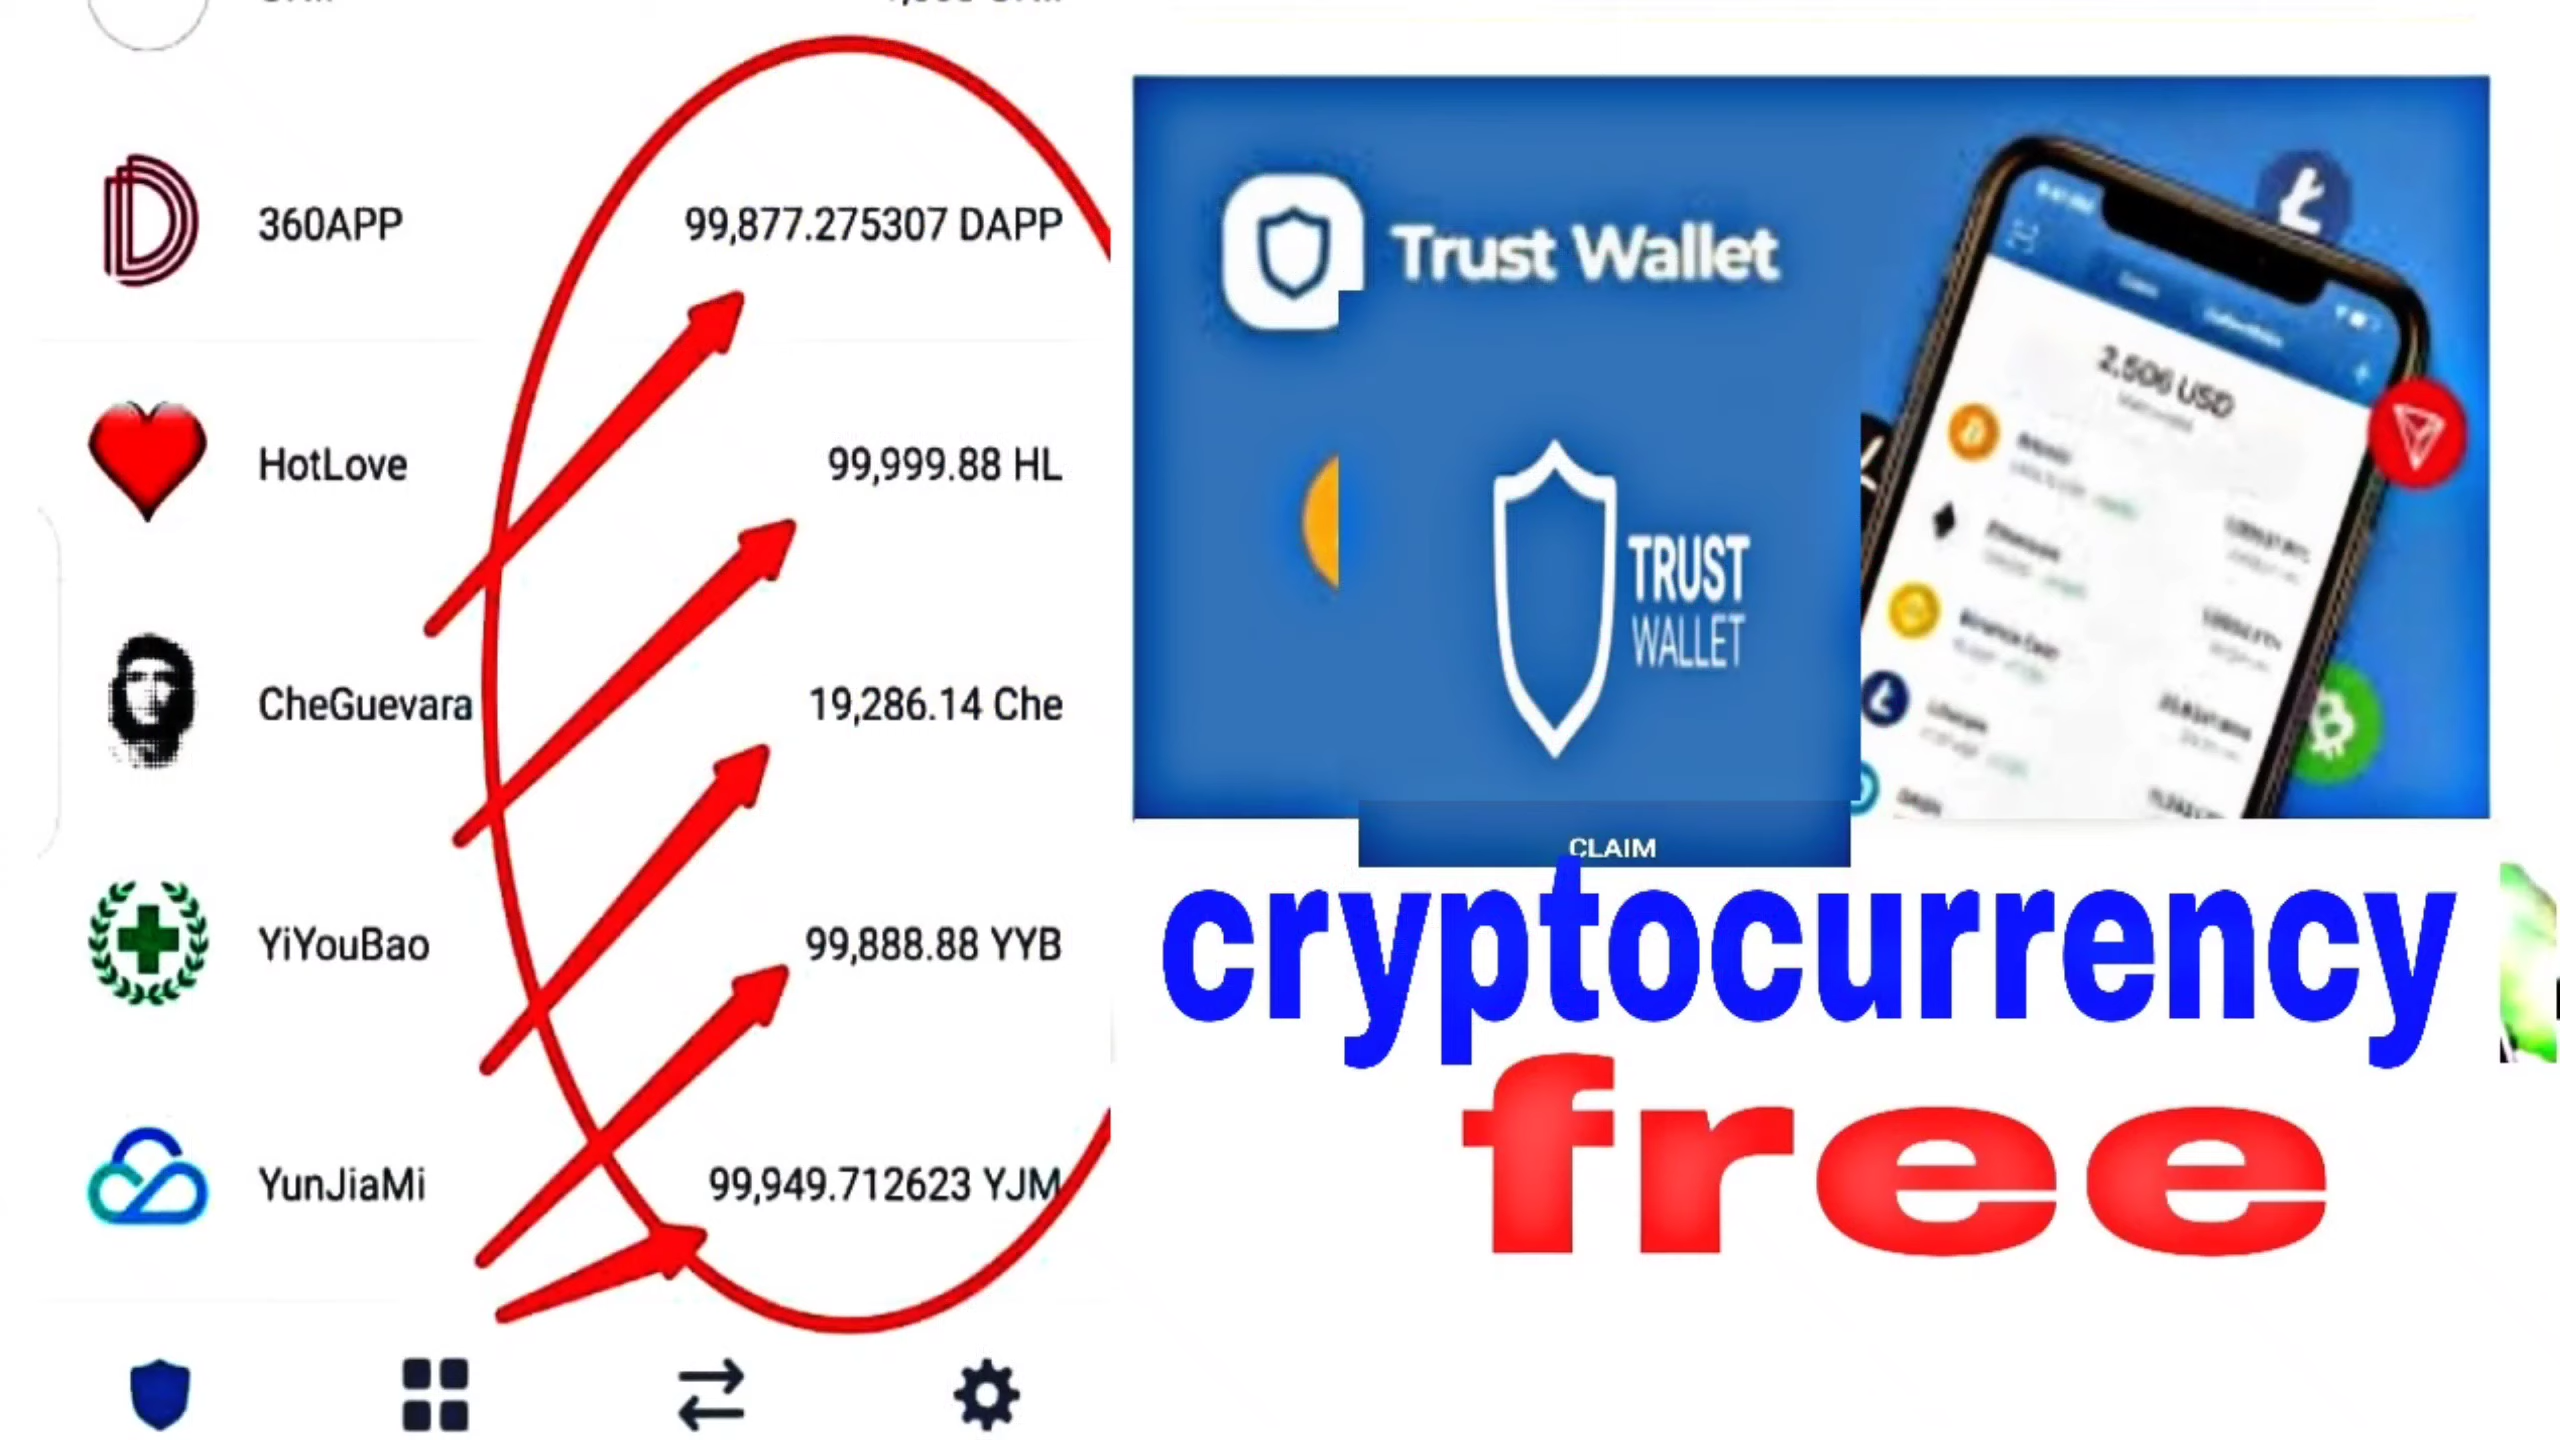 360APP
99,877.275307 DAPP
HotLove
99,999.88 HL
CheGuevara
19,286.14 Che
YiYouBao
99,888.88 YYB
YunJiaMi
99,949.712623 YJM
Trust Wallet
2,506 USD
TRUST
WALLET
CLAIM
cryptocurrency
free